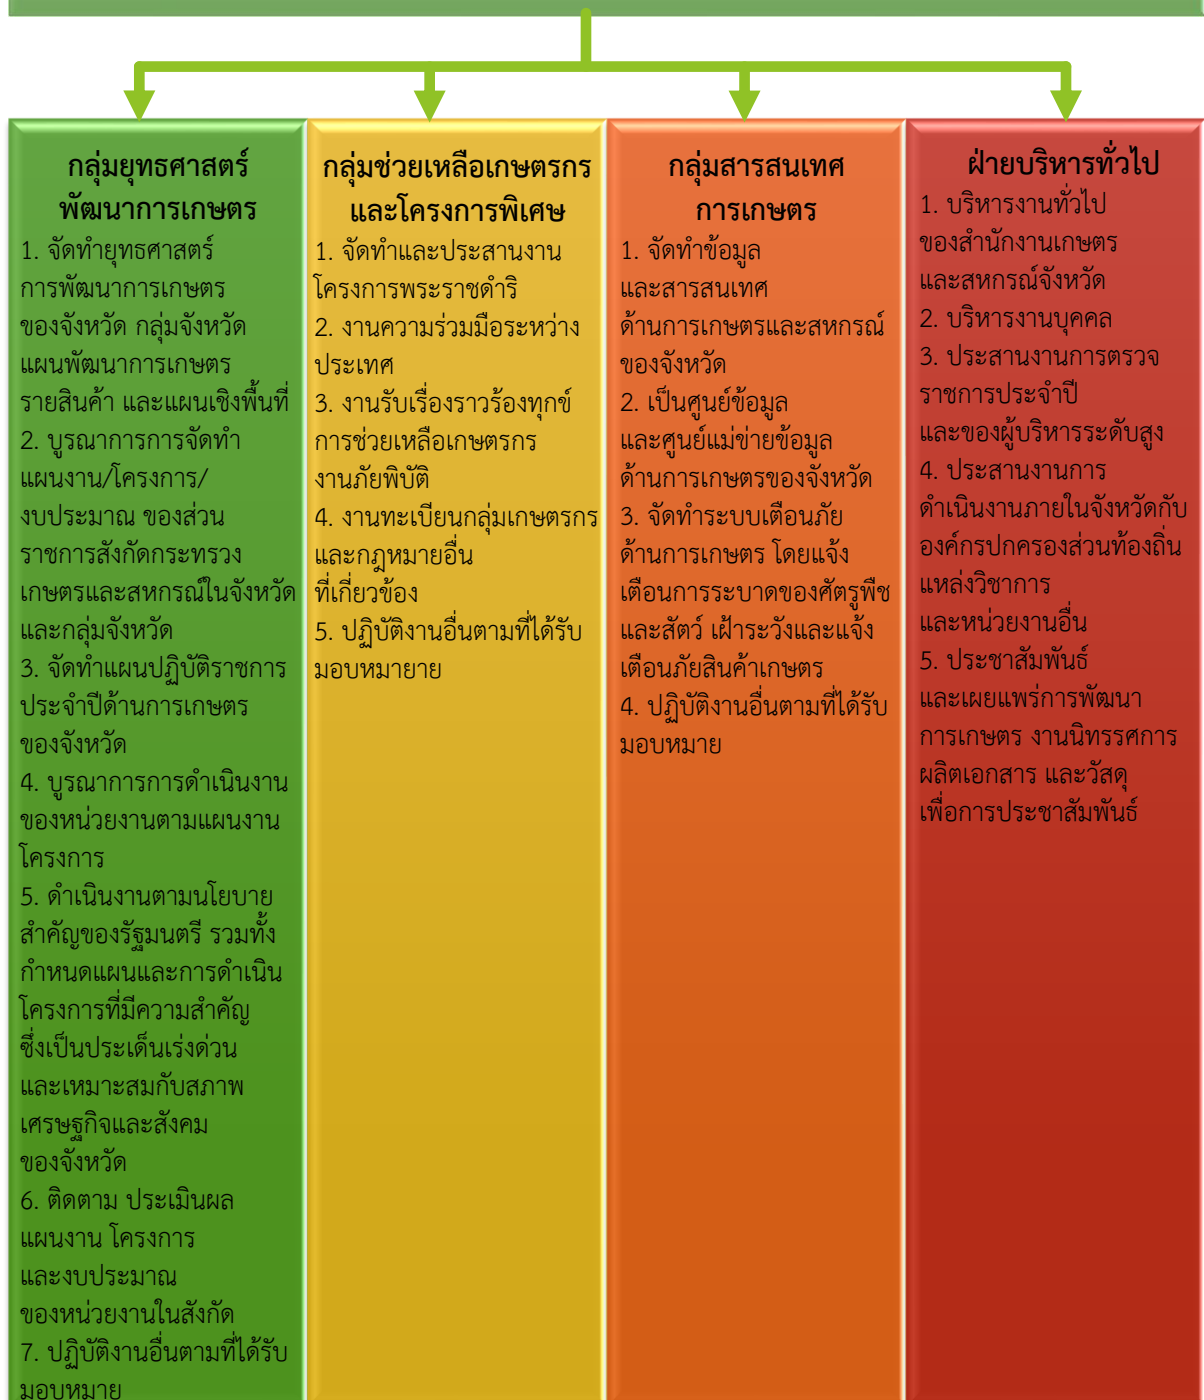 กลุ่มยุทธศาสตร์
พัฒนาการเกษตร
1. จัดทำยุทธศาสตร์
การพัฒนาการเกษตร
ของจังหวัด กลุ่มจังหวัด
แผนพัฒนาการเกษตร
รายสินค้า และแผนเชิงพื้นที่
2. บูรณาการการจัดทำ
แผนงาน/โครงการ/
งบประมาณ ของส่วน
ราชการสังกัดกระทรวง
เกษตรและสหกรณ์ในจังหวัด
และกลุ่มจังหวัด
3. จัดทำแผนปฏิบัติราชการ
ประจำปีด้านการเกษตร
ของจังหวัด
4. บูรณาการการดำเนินงาน
ของหน่วยงานตามแผนงาน
โครงการ
5. ดำเนินงานตามนโยบาย
สำคัญของรัฐมนตรี รวมทั้ง
กำหนดแผนและการดำเนิน
โครงการที่มีความสำคัญ
ซึ่งเป็นประเด็นเร่งด่วน
และเหมาะสมกับสภาพ
เศรษฐกิจและสังคม
ของจังหวัด
6. ติดตาม ประเมินผล
แผนงาน โครงการ
และงบประมาณ
ของหน่วยงานในสังกัด
7. ปฏิบัติงานอื่นตามที่ได้รับ
มอบหมาย
กลุ่มช่วยเหลือเกษตรกร
และโครงการพิเศษ
1. จัดทำและประสานงาน
โครงการพระราชดำริ
2. งานความร่วมมือระหว่าง
ประเทศ
3. งานรับเรื่องราวร้องทุกข์
การช่วยเหลือเกษตรกร
งานภัยพิบัติ
4. งานทะเบียนกลุ่มเกษตรกร
และกฎหมายอื่น
ที่เกี่ยวข้อง
5. ปฏิบัติงานอื่นตามที่ได้รับ
มอบหมายาย
กลุ่มสารสนเทศ
การเกษตร
1. จัดทำข้อมูล
และสารสนเทศ
ด้านการเกษตรและสหกรณ์
ของจังหวัด
2. เป็นศูนย์ข้อมูล
และศูนย์แม่ข่ายข้อมูล
ด้านการเกษตรของจังหวัด
3. จัดทำระบบเตือนภัย
ด้านการเกษตร โดยแจ้ง
เตือนการระบาดของศัตรูพืช
และสัตว์ เฝ้าระวังและแจ้ง
เตือนภัยสินค้าเกษตร
4. ปฏิบัติงานอื่นตามที่ได้รับ
มอบหมาย
ฝ่ายบริหารทั่วไป
1. บริหารงานทั่วไป
ของสำนักงานเกษตร
และสหกรณ์จังหวัด
2. บริหารงานบุคคล
3. ประสานงานการตรวจ
ราชการประจำปี
และของผู้บริหารระดับสูง
4. ประสานงานการ
ดำเนินงานภายในจังหวัดกับ
องค์กรปกครองส่วนท้องถิ่น
แหล่งวิชาการ
และหน่วยงานอื่น
5. ประชาสัมพันธ์
และเผยแพร่การพัฒนา
การเกษตร งานนิทรรศการ
ผลิตเอกสาร และวัสดุ
เพื่อการประชาสัมพันธ์